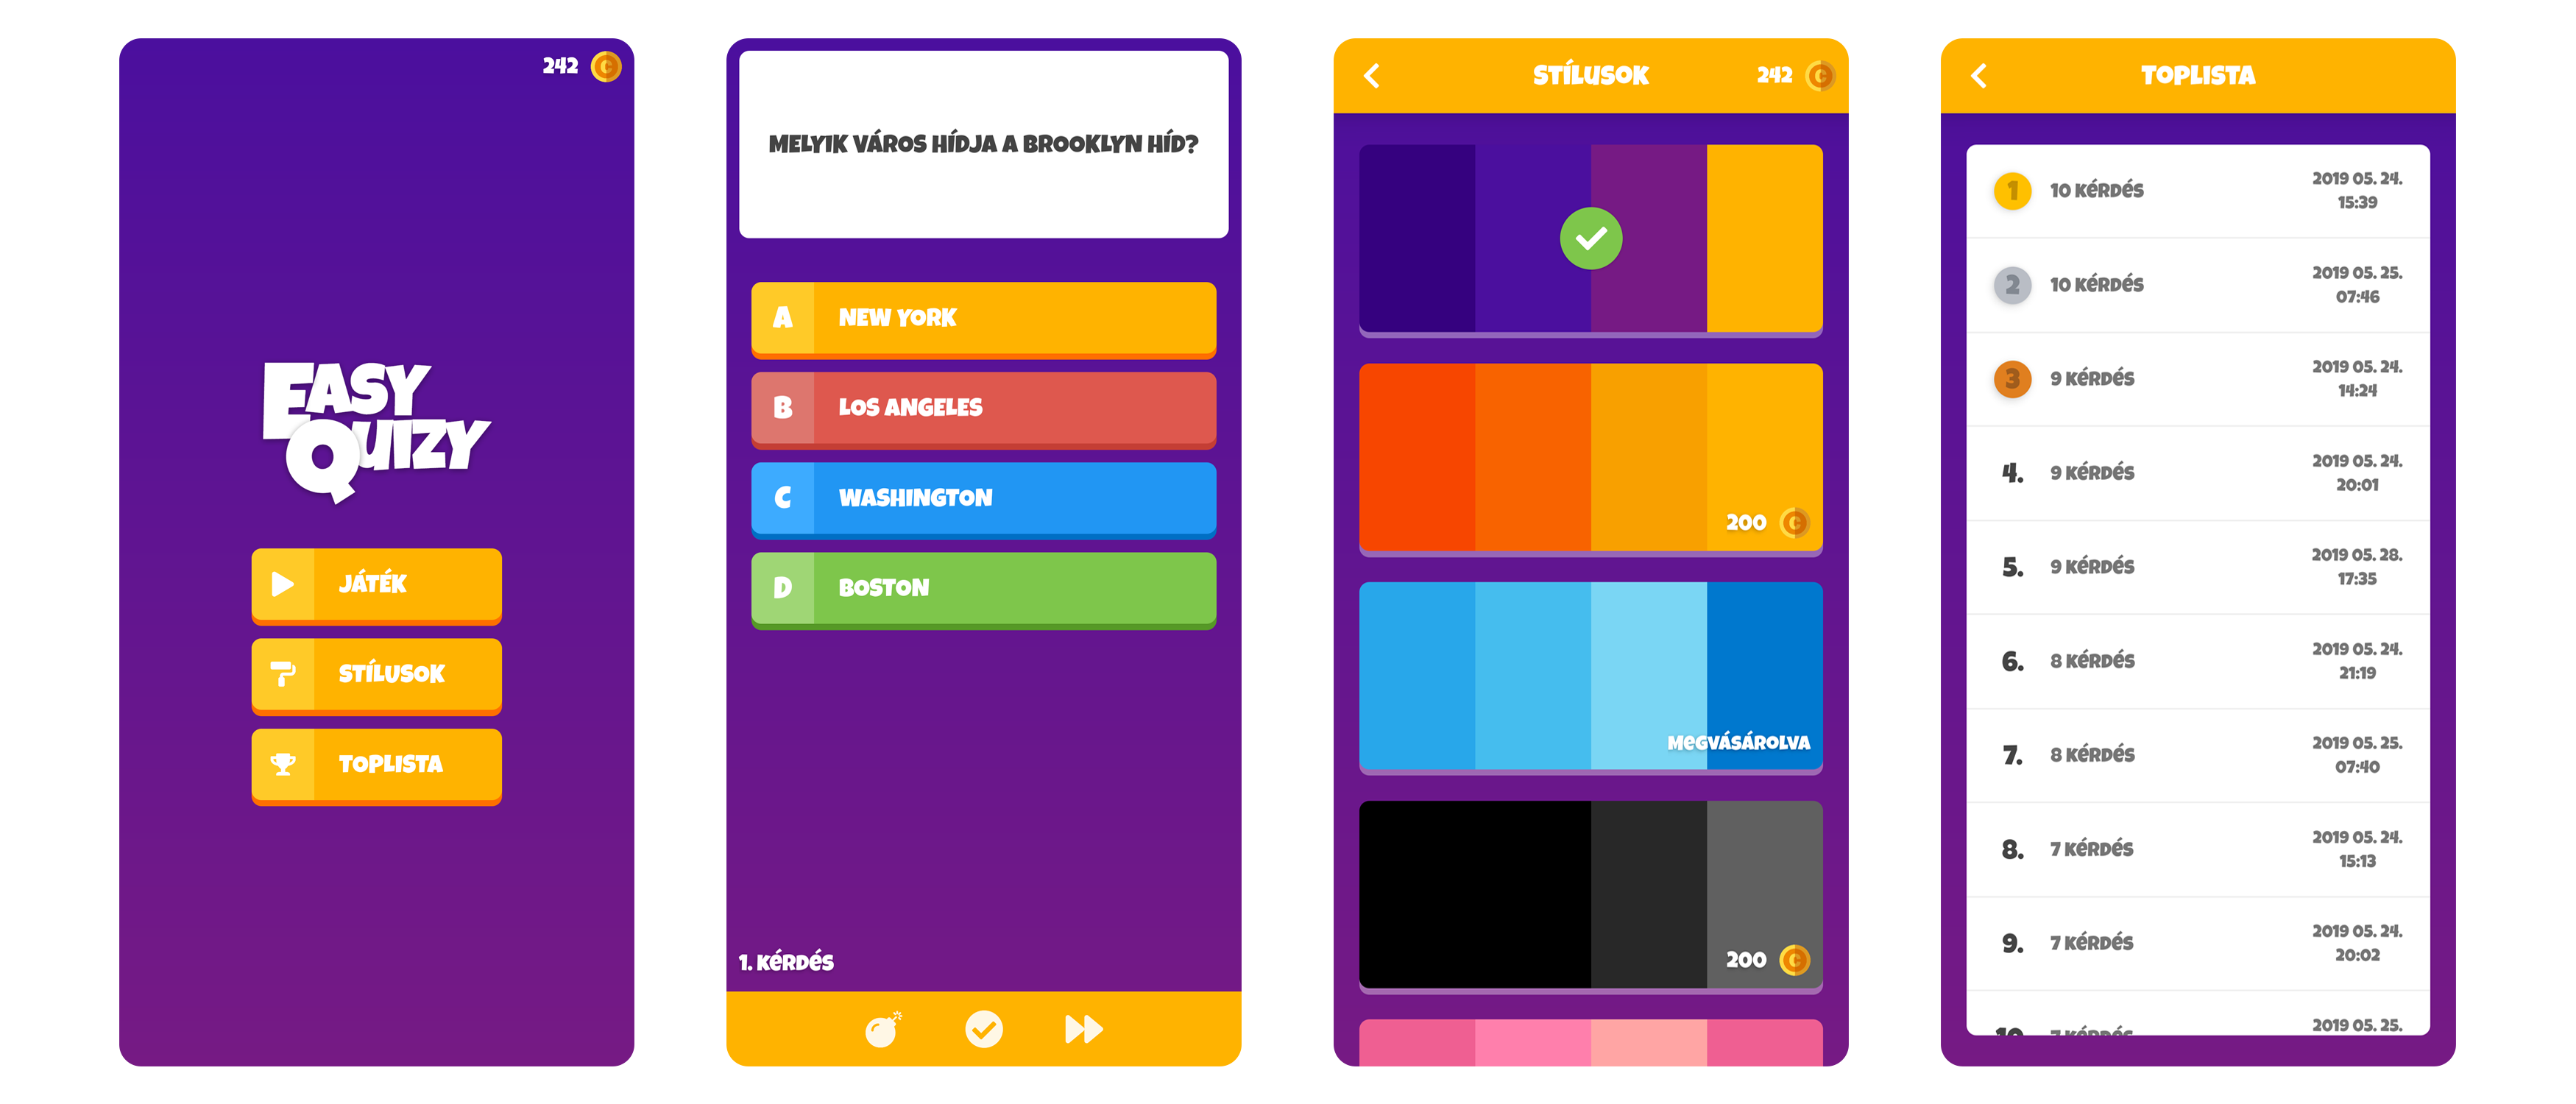 242
EASY
QUIZY
JÁTÉK
STÍLUSOK
TOPLISTA
MELYIK VÁROS HÍDJA A BROOKLYN HÍD?
A NEW YORK
B LOS ANGELES
C WASHINGTON
D BOSTON
1. KÉRDÉS
STÍLUSOK 242
200
MEGVÁSÁROLVA
200
TOPLISTA
1 10 KÉRDÉS 2019 05. 24.
15:39
2 10 KÉRDÉS 2019 05. 25.
07:46
3 9 KÉRDÉS 2019 05. 24.
14:24
4. 9 KÉRDÉS 2019 05. 24.
20:01
5. 9 KÉRDÉS 2019 05. 28.
17:35
6. 8 KÉRDÉS 2019 05. 24.
21:19
7. 8 KÉRDÉS 2019 05. 25.
07:40
8. 7 KÉRDÉS 2019 05. 24.
15:13
9. 7 KÉRDÉS 2019 05. 24.
20:02
10. 7 KÉRDÉS 2019 05. 25.